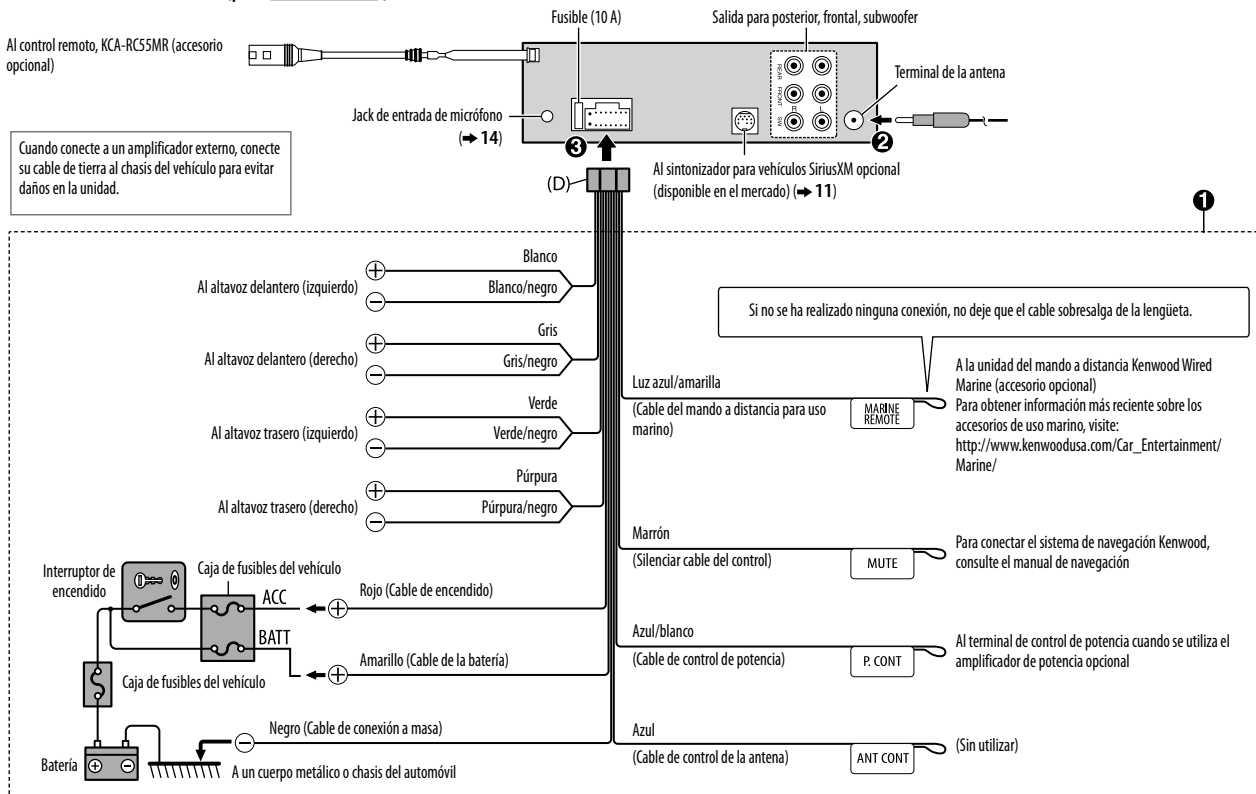 Fusible (10 A)
Salida para posterior, frontal, subwoofer
Al control remoto, KCA-RC55MR (accesorio
opcional)
REAR
FRONT
R
L
S/W
Terminal de la antena
Jack de entrada de micrófono
(➡ 14)
❸
❷
Cuando conecte a un amplificador externo, conecte
su cable de tierra al chasis del vehículo para evitar
daños en la unidad.
Al sintonizador para vehículos SiriusXM opcional
(disponible en el mercado) (➡ 11)
(D)
❶
Blanco
Al altavoz delantero (izquierdo)
Blanco/negro
Si no se ha realizado ninguna conexión, no deje que el cable sobresalga de la lengüeta.
Gris
Al altavoz delantero (derecho)
Gris/negro
Luz azul/amarilla
(Cable del mando a distancia para uso
marino)
MARINE
REMOTE
A la unidad del mando a distancia Kenwood Wired
Marine (accesorio opcional)
Para obtener información más reciente sobre los
accesorios de uso marino, visite:
http://www.kenwoodusa.com/Car_Entertainment/
Marine/
Verde
Al altavoz trasero (izquierdo)
Verde/negro
Púrpura
Al altavoz trasero (derecho)
Púrpura/negro
Marrón
(Silenciar cable del control)
MUTE
Para conectar el sistema de navegación Kenwood,
consulte el manual de navegación
Interruptor de
encendido
Caja de fusibles del vehículo
ACC
Rojo (Cable de encendido)
BATT
Amarillo (Cable de la batería)
Azul/blanco
(Cable de control de potencia)
P. CONT
Al terminal de control de potencia cuando se utiliza el
amplificador de potencia opcional
Caja de fusibles del vehículo
Negro (Cable de conexión a masa)
Batería
A un cuerpo metálico o chasis del automóvil
Azul
(Cable de control de la antena)
ANT CONT
(Sin utilizar)